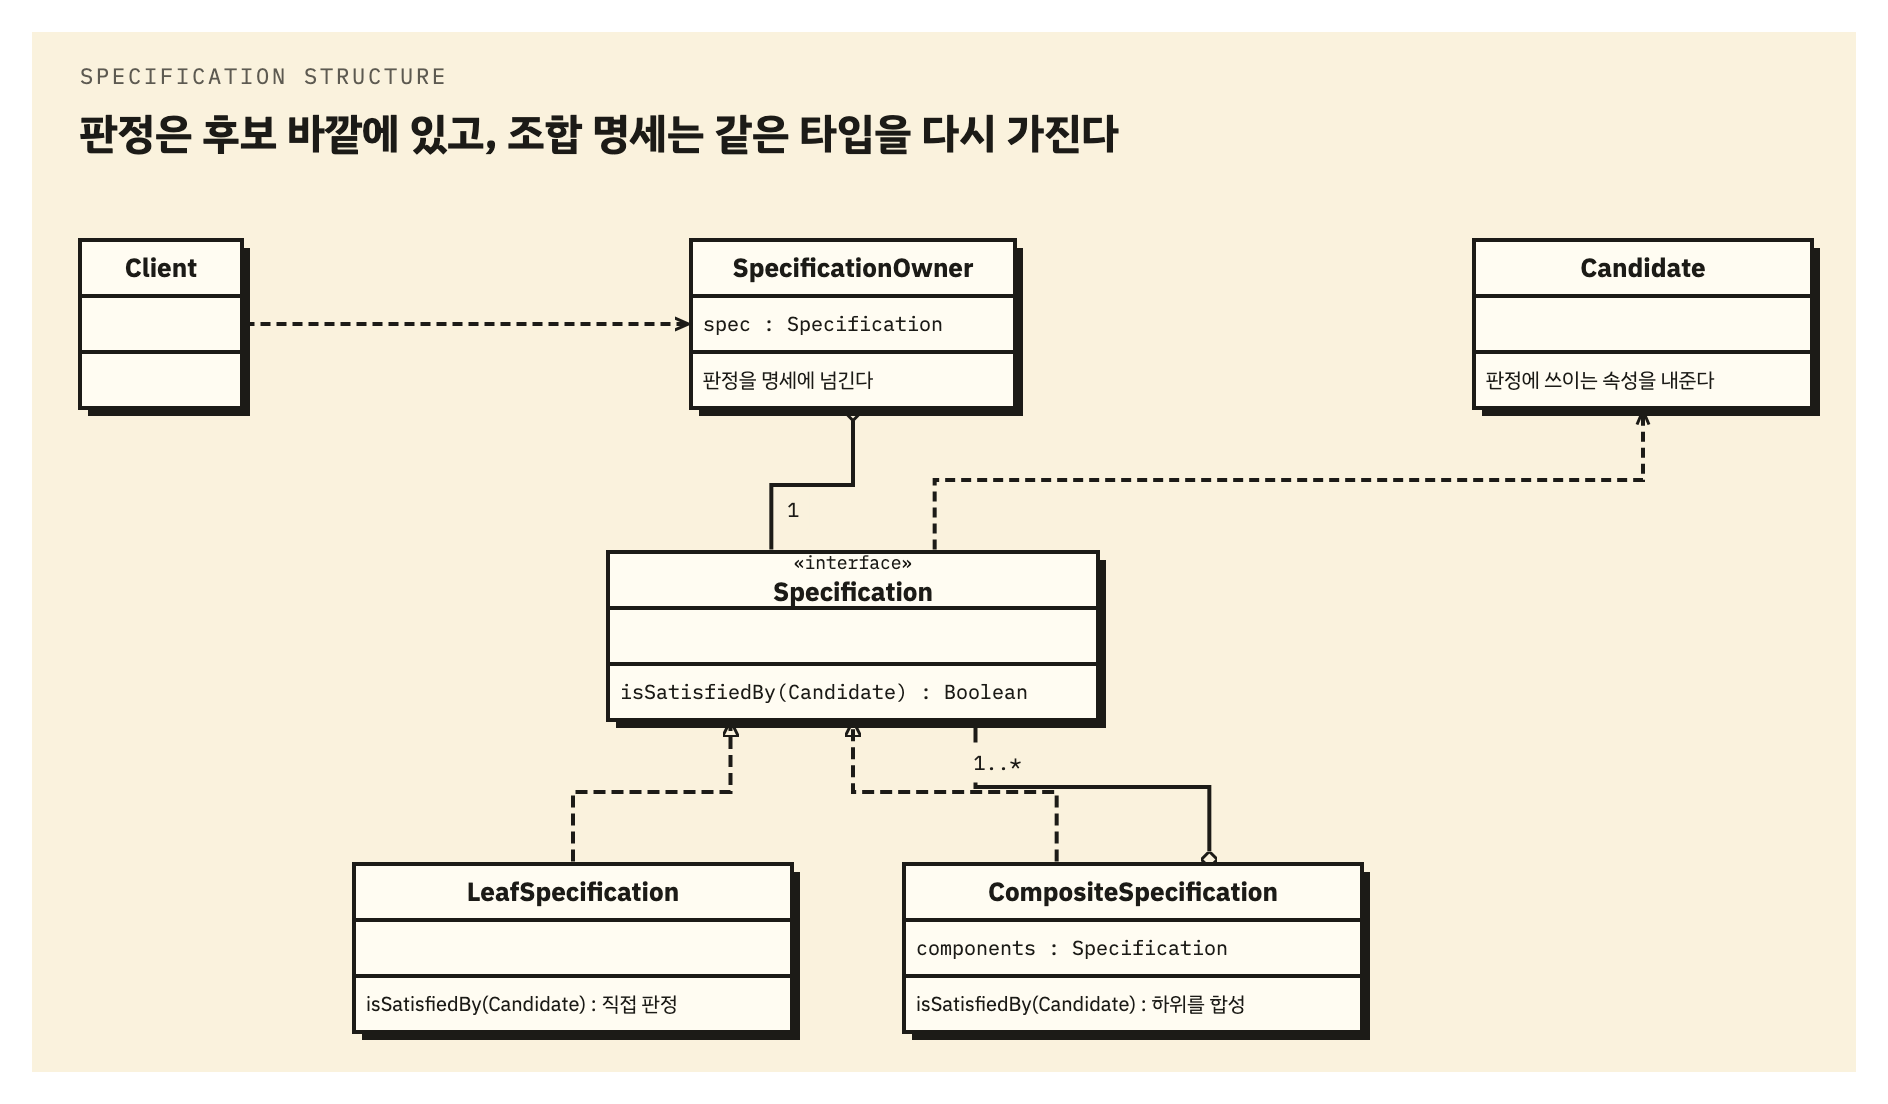 SPECIFICATION STRUCTURE
판정은 후보 바깥에 있고, 조합 명세는 같은 타입을 다시 가진다
Client
SpecificationOwner
spec : Specification
판정을 명세에 넘긴다
Candidate
판정에 쓰이는 속성을 내준다
1
«interface»
Specification
isSatisfiedBy(Candidate) : Boolean
1..*
LeafSpecification
isSatisfiedBy(Candidate) : 직접 판정
CompositeSpecification
components : Specification
isSatisfiedBy(Candidate) : 하위를 합성